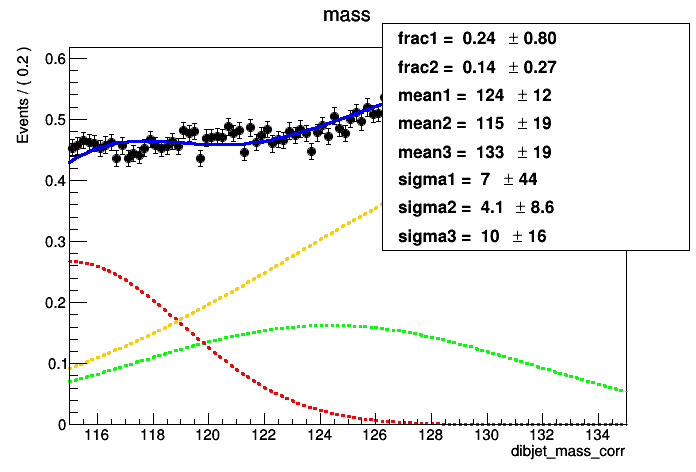 mass
Events / ( 0.2 )
0.6
0.5
0.4
0.3
0.2
0.1
0
frac1 = 0.24 ± 0.80
frac2 = 0.14 ± 0.27
mean1 = 124 ± 12
mean2 = 115 ± 19
mean3 = 133 ± 19
sigma1 = 7 ± 44
sigma2 = 4.1 ± 8.6
sigma3 = 10 ± 16
116 118 120 122 124 126 128 130 132 134
dibjet_mass_corr